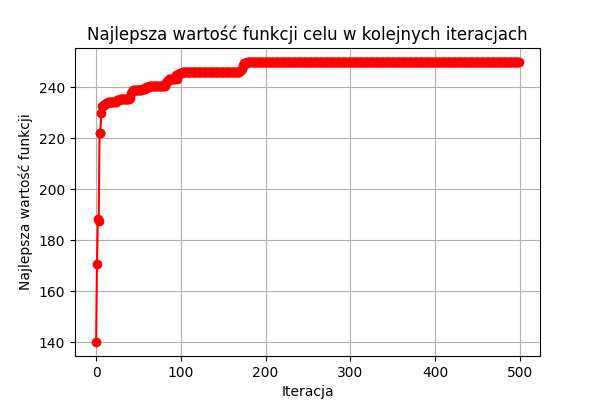 Najlepsza wartość funkcji celu w kolejnych iteracjach
Najlepsza wartość funkcji
240
220
200
180
160
140
0 100 200 300 400 500
Iteracja